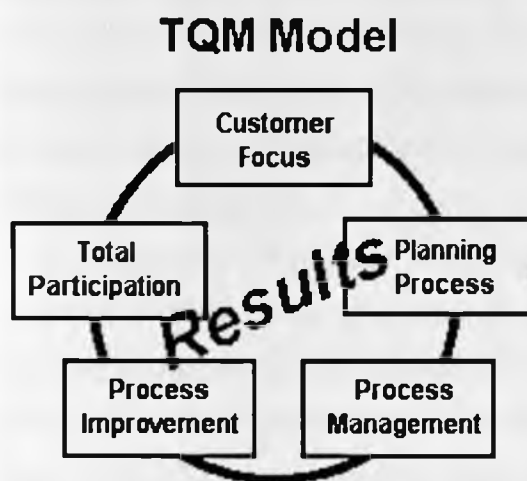 TQM Model
Customer
Focus
Total
Participation
Results
Planning
Process
Process
Improvement
Process
Management